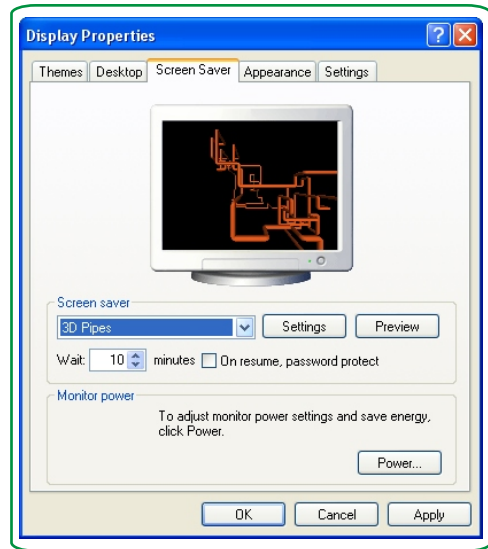 Display Properties
Themes Desktop Screen Saver Appearance Settings
Screen saver
3D Pipes Settings Preview
Wait: 10 minutes On resume, password protect
Monitor power
To adjust monitor power settings and save energy,
click Power.
Power...
OK Cancel Apply